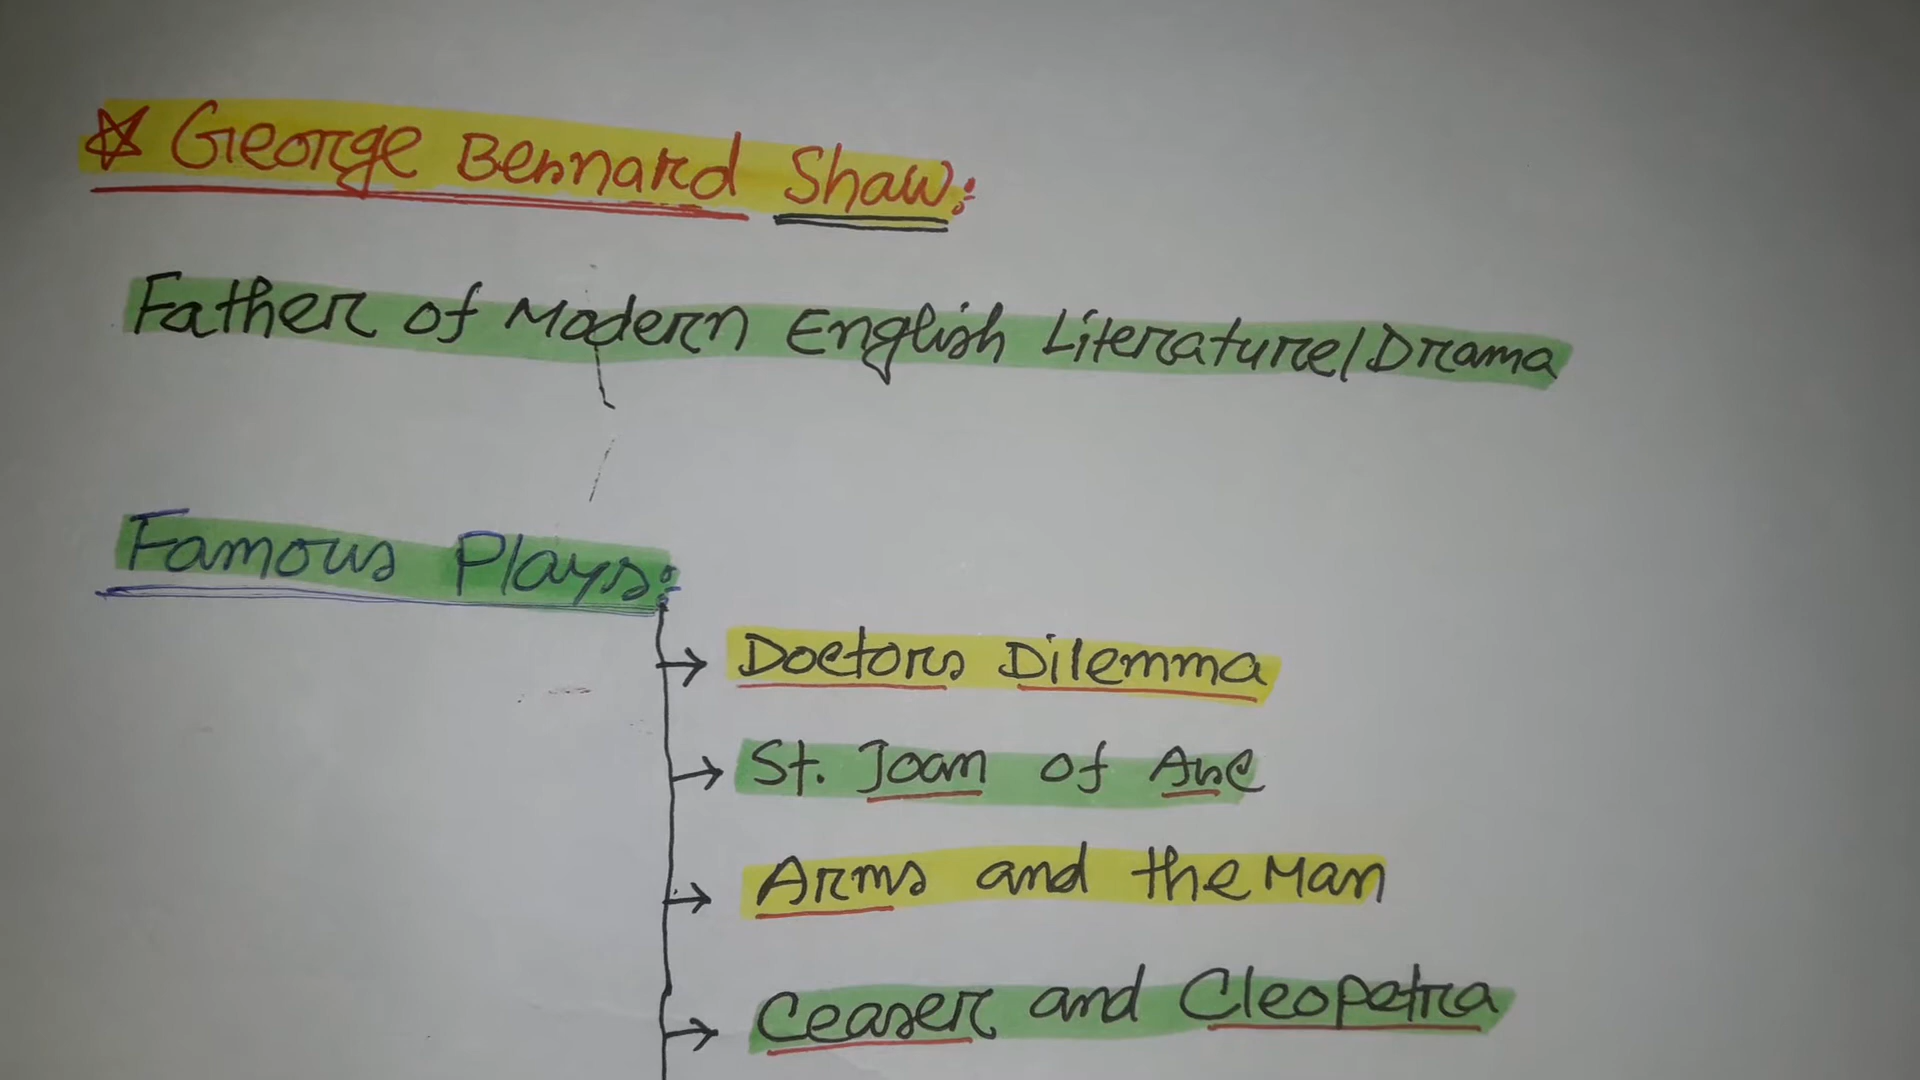 ☆ George Bernard Shaw:
Father of Modern English Literature/Drama
Famous Plays:
→ Doctors Dilemma
→ St. Joan of Arc
→ Arms and the Man
→ Ceaser and Cleopetra